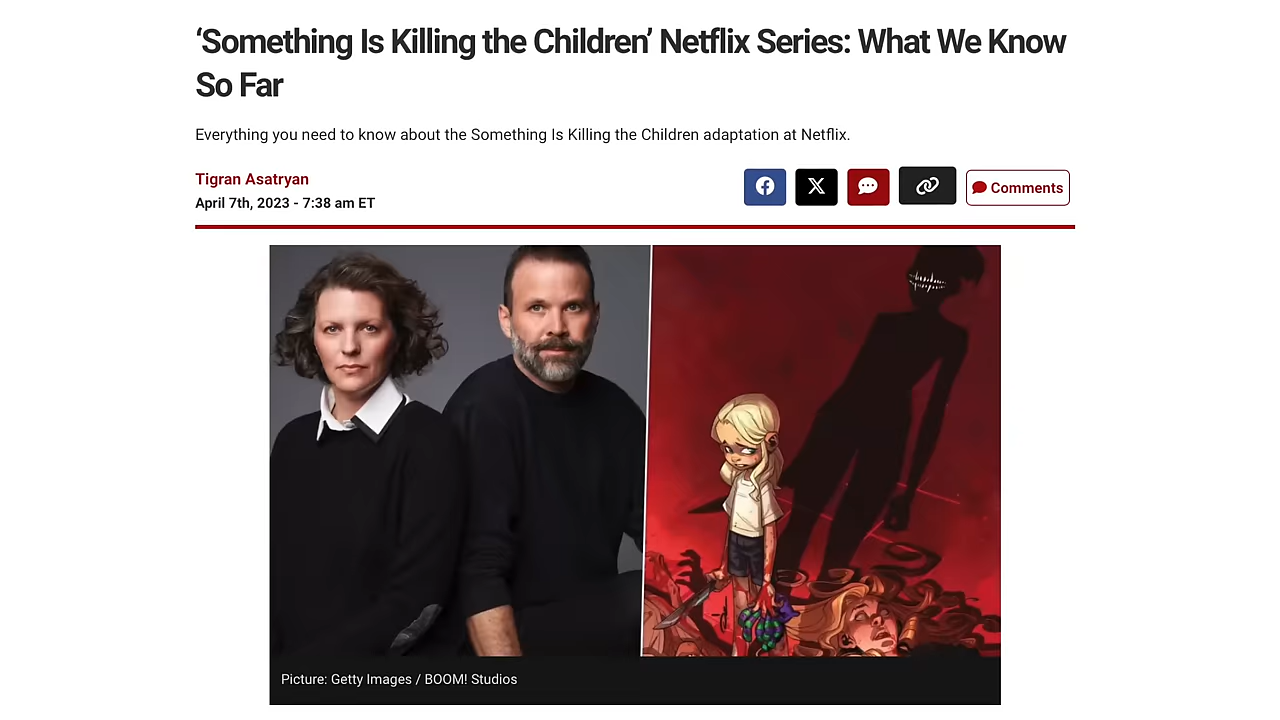 ‘Something Is Killing the Children’ Netflix Series: What We Know
So Far
Everything you need to know about the Something Is Killing the Children adaptation at Netflix.
Tigran Asatryan
April 7th, 2023 - 7:38 am ET
Comments
Picture: Getty Images / BOOM! Studios